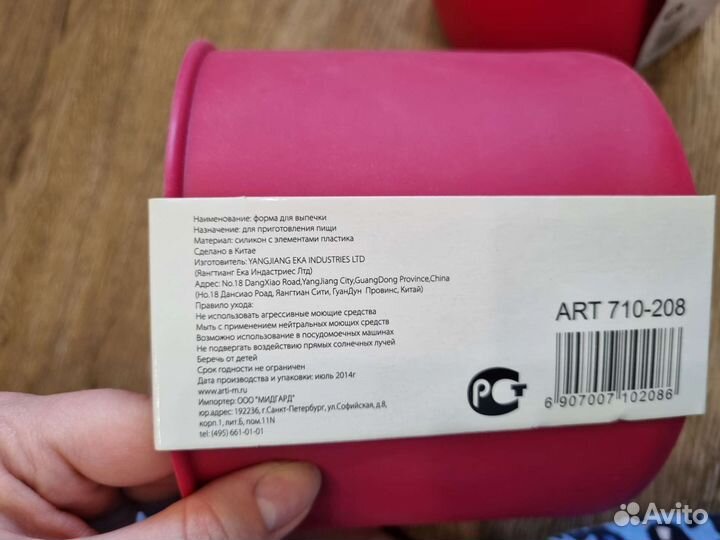 Наименование: форма для выпечки
Назначение: для приготовления пищи
Материал: силикон с элементами пластика
Сделано в Китае
Изготовитель: YANGJIANG EKA INDUSTRIES LTD
(Янгтианг Ека Индастриес Лтд)
Адрес: No.18 DangXiao Road,YangJiang City,GuangDong Province,China
(Но.18 Дансиао Роад, Яангтиан Сити, ГуанДун Провинс, Китай)
Правило ухода:
Не использовать агрессивные моющие средства
Мыть с применением нейтральных моющих средств
Возможно использование в посудомоечных машинах
Не подвергать воздействию прямых солнечных лучей
Беречь от детей
Срок годности не ограничен
Дата производства и упаковки: июль 2014г
www.arti-m.ru
Импортер: ООО "МИДГАРД"
юр.адрес: 192236, г.Санкт-Петербург, ул.Софийская, д.8,
корп.1, лит.Б, пом.11N
tel: (495) 661-01-01
ART 710-208
РСТ
6 907007 102086
Avito